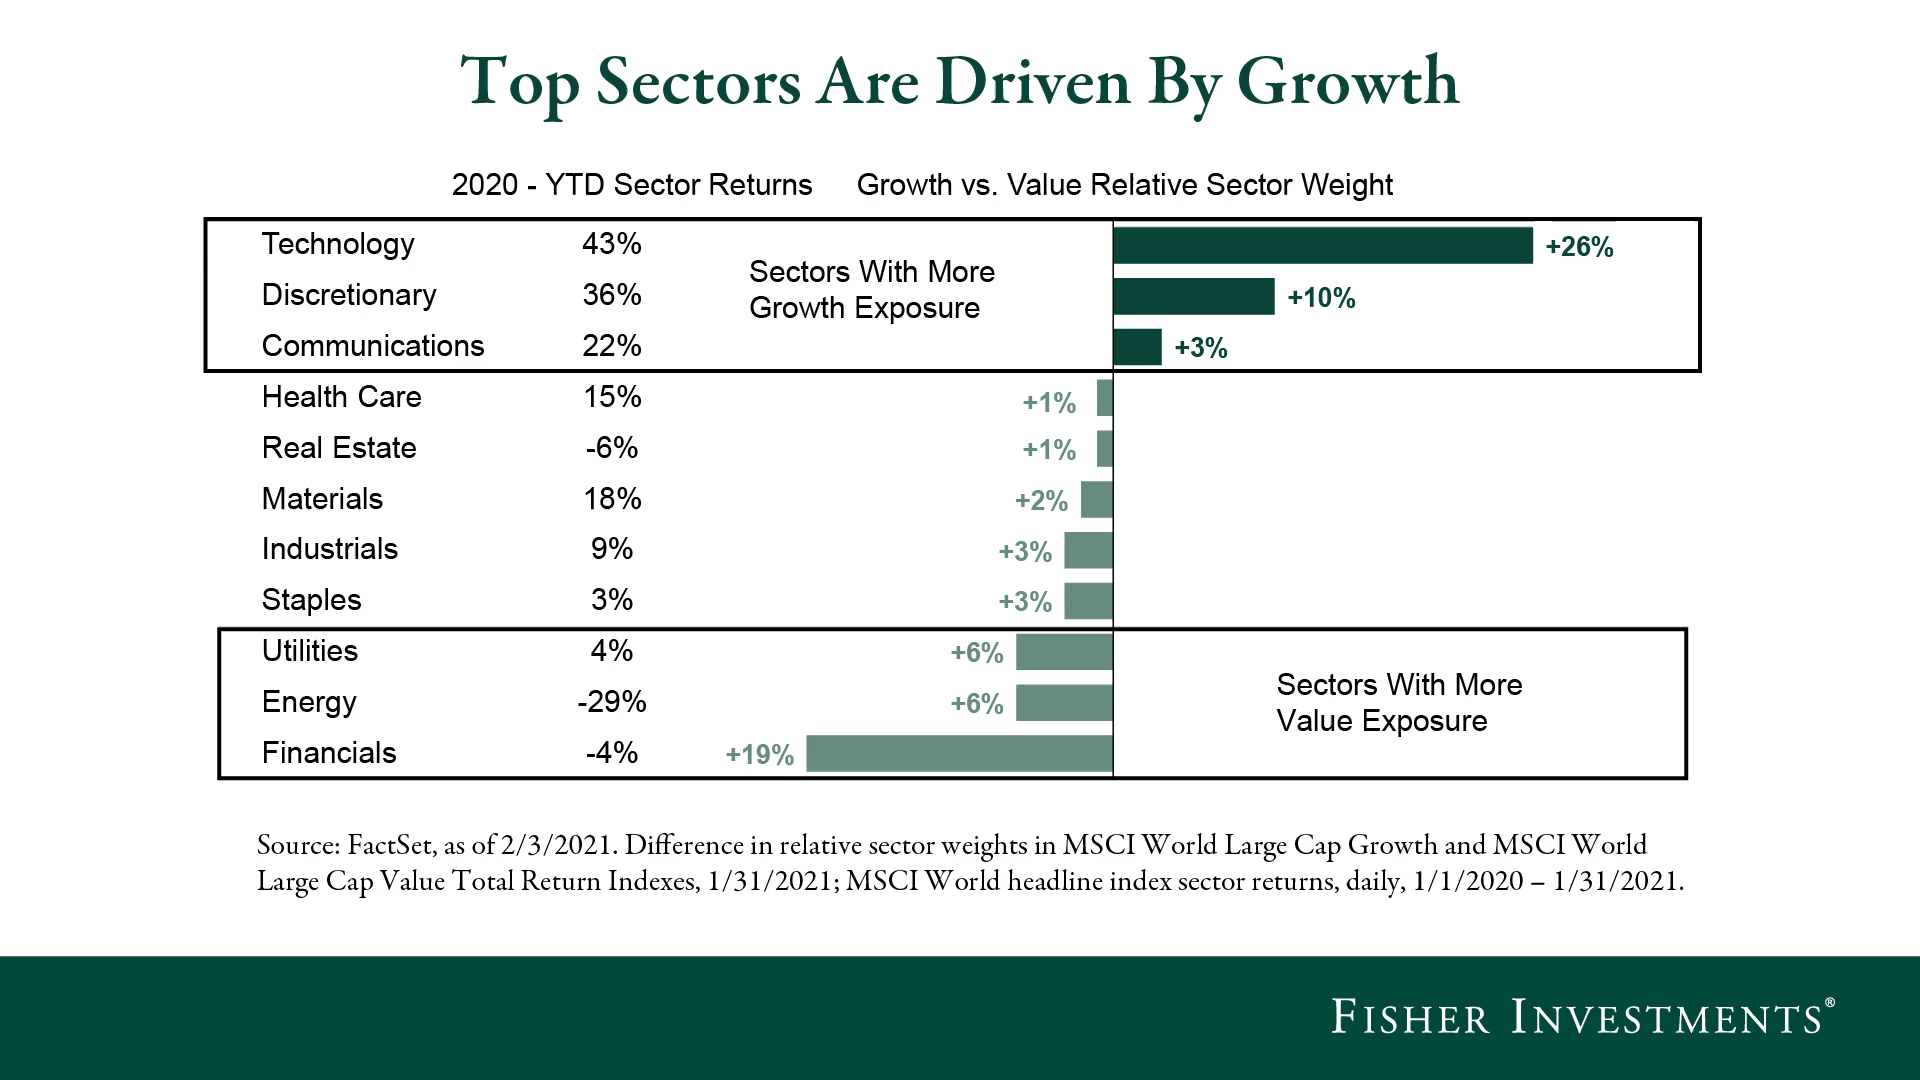 Top Sectors Are Driven By Growth
2020 - YTD Sector Returns Growth vs. Value Relative Sector Weight
Technology 43% +26%
Sectors With More
Growth Exposure
Discretionary 36% +10%
Communications 22% +3%
Health Care 15% +1%
Real Estate -6% +1%
Materials 18% +2%
Industrials 9% +3%
Staples 3% +3%
Utilities 4% +6%
Energy -29% +6%
Sectors With More
Value Exposure
Financials -4% +19%
Source: FactSet, as of 2/3/2021. Difference in relative sector weights in MSCI World Large Cap Growth and MSCI World
Large Cap Value Total Return Indexes, 1/31/2021; MSCI World headline index sector returns, daily, 1/1/2020 – 1/31/2021.
FISHER INVESTMENTS®